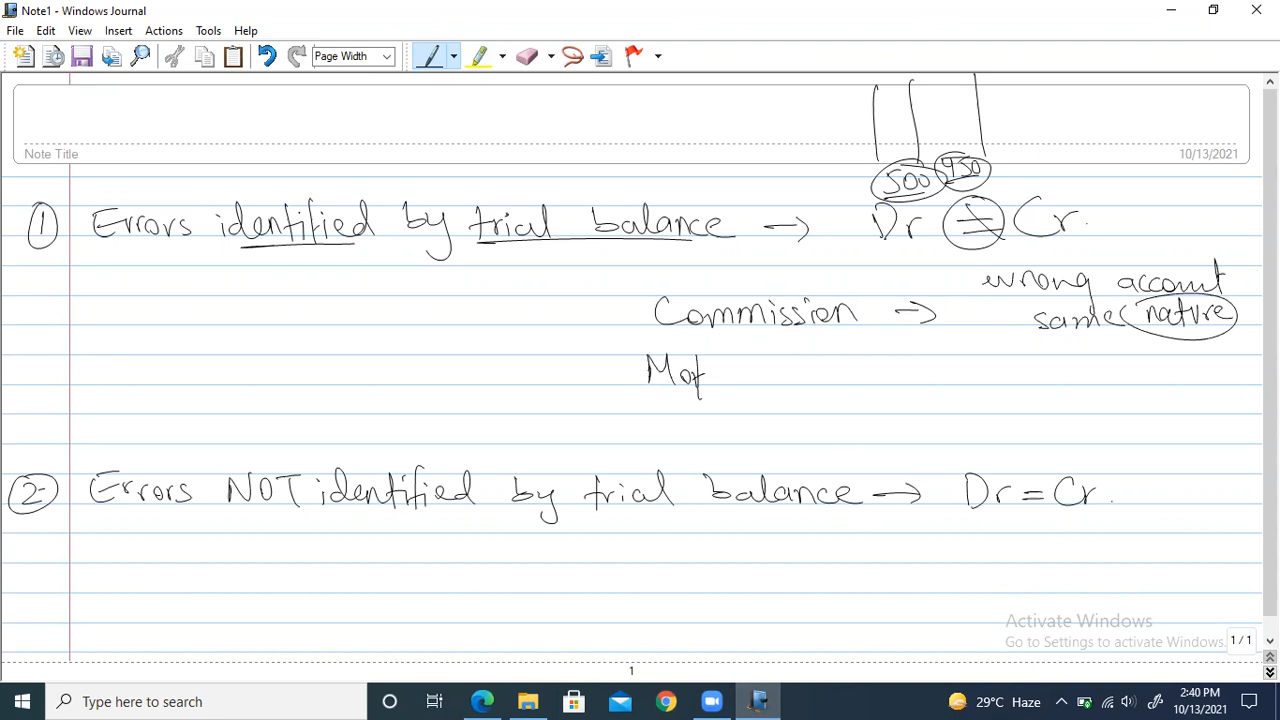 Note1 - Windows Journal
File Edit View Insert Actions Tools Help
Page Width
Note Title
10/13/2021
500 450
① Errors identified by trial balance → Dr ≠ Cr.
wrong account
Commission → same nature
Mot
② Errors NOT identified by trial balance → Dr = Cr.
Activate Windows
Go to Settings to activate Windows.
1 / 1
1
Type here to search
29°C Haze
2:40 PM
10/13/2021